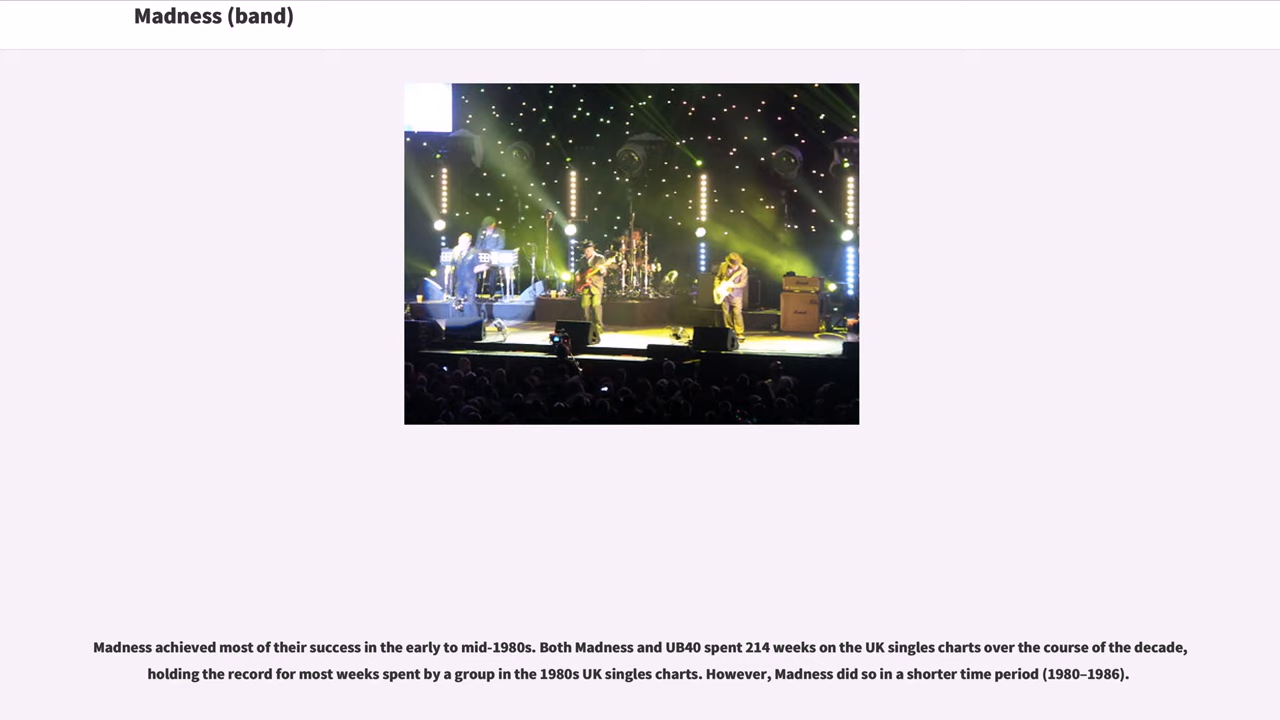 Madness (band)
Madness achieved most of their success in the early to mid-1980s. Both Madness and UB40 spent 214 weeks on the UK singles charts over the course of the decade,
holding the record for most weeks spent by a group in the 1980s UK singles charts. However, Madness did so in a shorter time period (1980–1986).